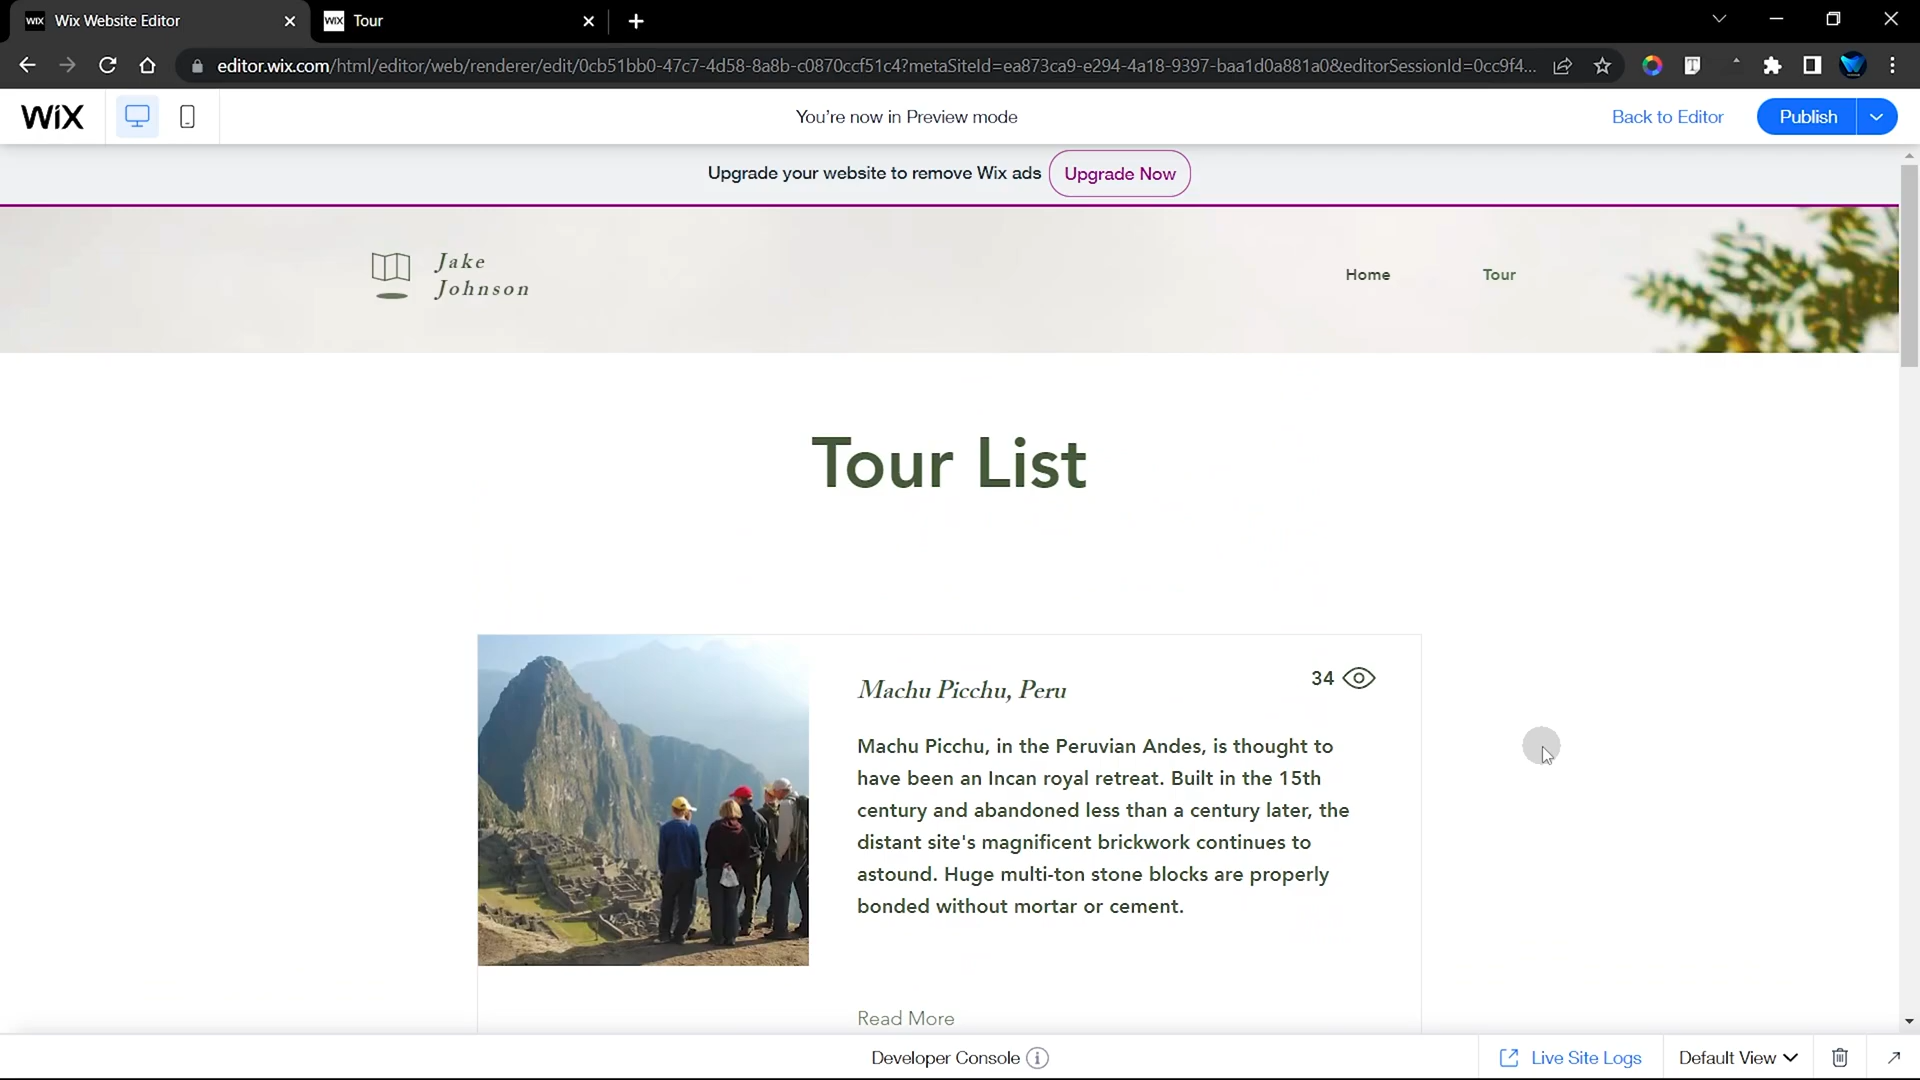 WiX Wix Website Editor
WiX Tour
editor.wix.com/html/editor/web/renderer/edit/0cb51bb0-47c7-4d58-8a8b-c0870ccf51c4?metaSiteId=ea873ca9-e294-4a18-9397-baa1d0a881a0&editorSessionId=0cc9f4...
WiX
You're now in Preview mode
Back to Editor
Publish
Upgrade your website to remove Wix ads
Upgrade Now
Jake
Johnson
Home
Tour
Tour List
Machu Picchu, Peru
34
Machu Picchu, in the Peruvian Andes, is thought to
have been an Incan royal retreat. Built in the 15th
century and abandoned less than a century later, the
distant site's magnificent brickwork continues to
astound. Huge multi-ton stone blocks are properly
bonded without mortar or cement.
Read More
Developer Console
Live Site Logs
Default View